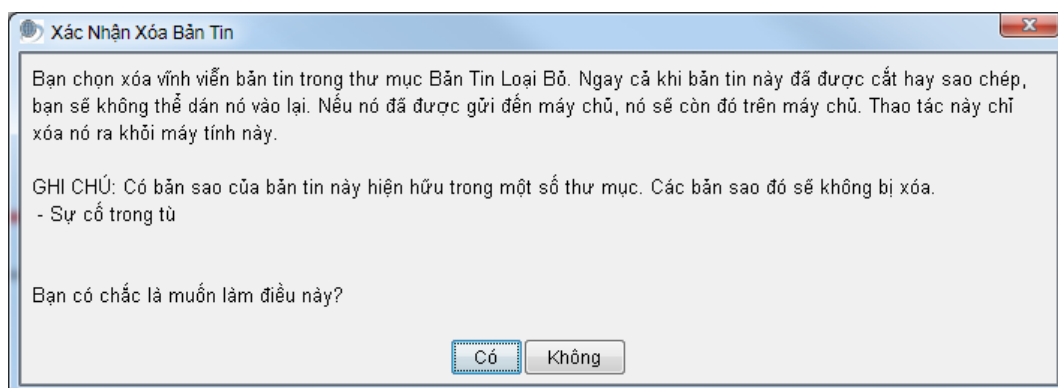 Xác Nhận Xóa Bản Tin
Bạn chọn xóa vĩnh viễn bản tin trong thư mục Bản Tin Loại Bỏ. Ngay cả khi bản tin này đã được cắt hay sao chép,
bạn sẽ không thể dán nó vào lại. Nếu nó đã được gửi đến máy chủ, nó sẽ còn đó trên máy chủ. Thao tác này chỉ
xóa nó ra khỏi máy tính này.
GHI CHÚ: Có bản sao của bản tin này hiện hữu trong một số thư mục. Các bản sao đó sẽ không bị xóa.
- Sự cố trong tù
Bạn có chắc là muốn làm điều này?
Có Không